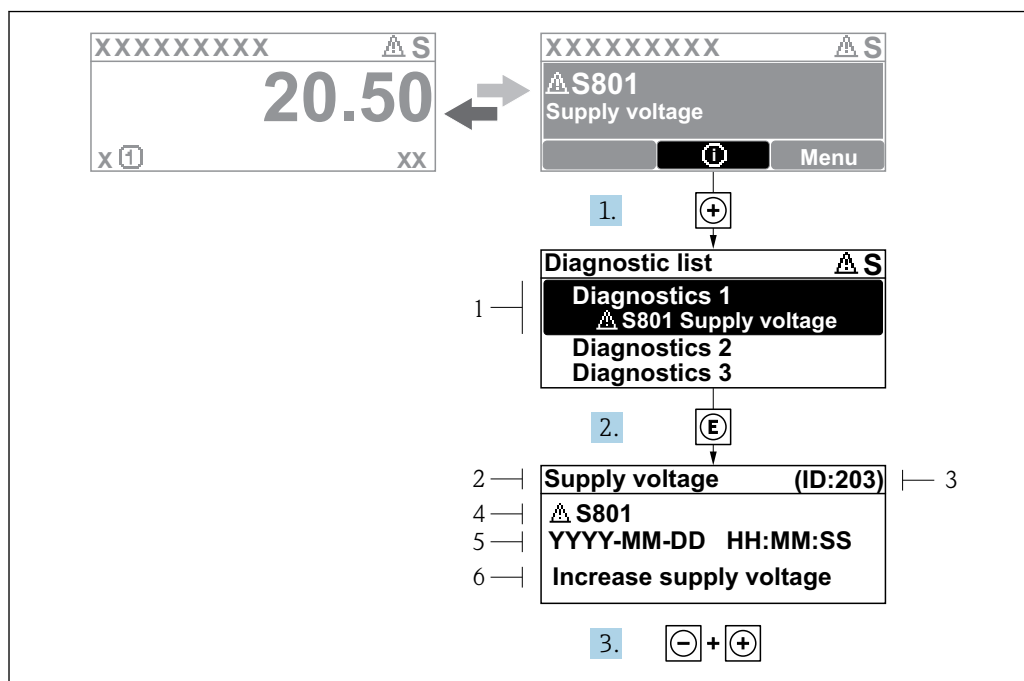 XXXXXXXXX ⚠ S
20.50
X ① XX
XXXXXXXXX ⚠ S
⚠ S801
Supply voltage
ⓘ Menu
1. ⊕
Diagnostic list ⚠ S
1
Diagnostics 1
⚠ S801 Supply voltage
Diagnostics 2
Diagnostics 3
2. Ⓔ
2 Supply voltage (ID:203) 3
4 ⚠ S801
5 YYYY-MM-DD HH:MM:SS
6 Increase supply voltage
3. ⊖ + ⊕